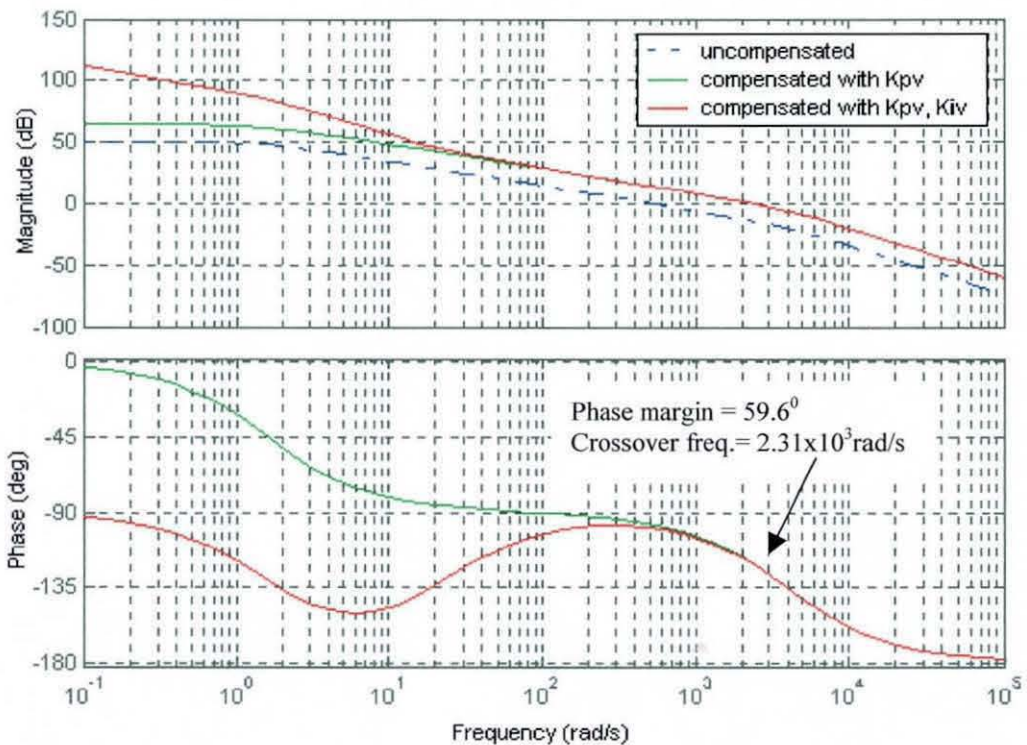 150
100
50
0
-50
-100
Magnitude (dB)
uncompensated
compensated with Kpv
compensated with Kpv, Kiv
0
-45
-90
-135
-180
Phase (deg)
Phase margin = 59.6⁰
Crossover freq.= 2.31x10³rad/s
10⁻¹ 10⁰ 10¹ 10² 10³ 10⁴ 10⁵
Frequency (rad/s)